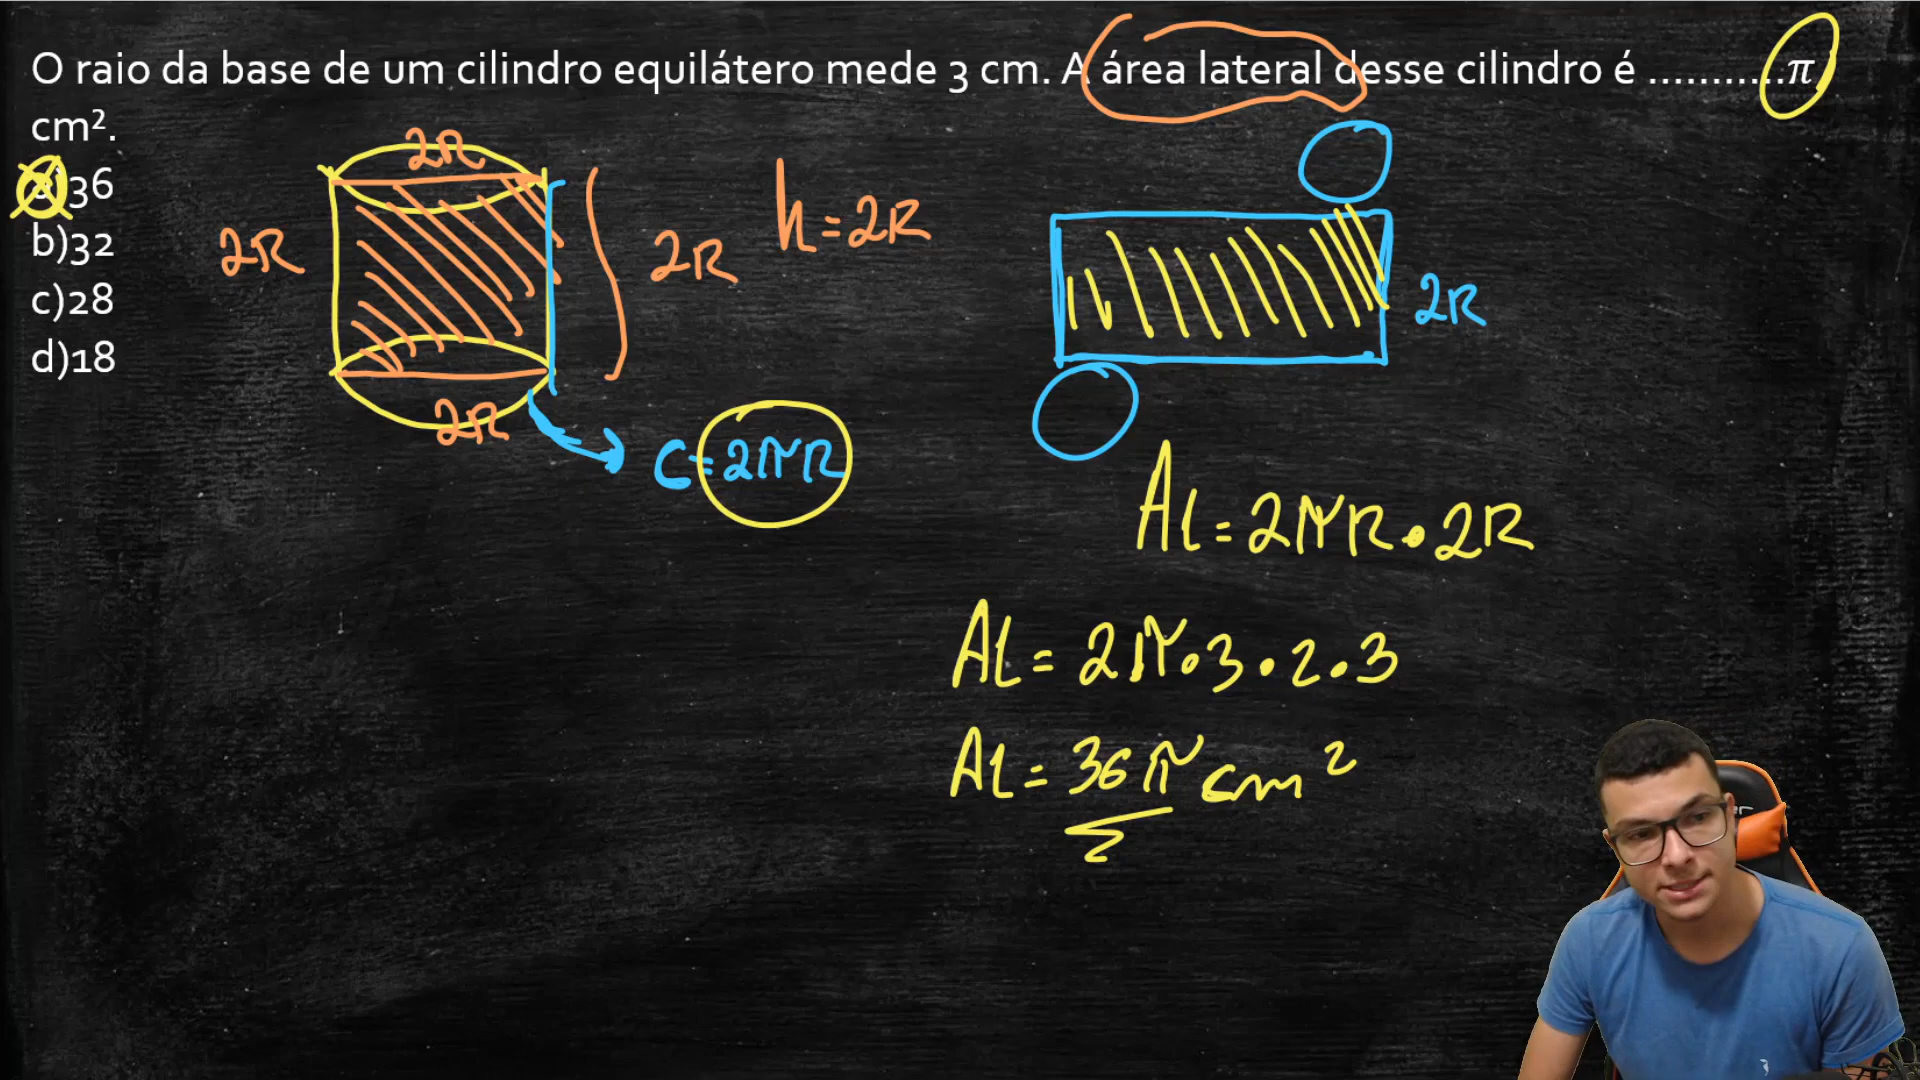 O raio da base de um cilindro equilátero mede 3 cm. A área lateral desse cilindro é ...........π
cm².
a)36
b)32
c)28
d)18
2R
2R
2R
2R
h=2R
C=2πR
2R
AL=2πR•2R
AL=2π•3•2•3
AL=36π cm²